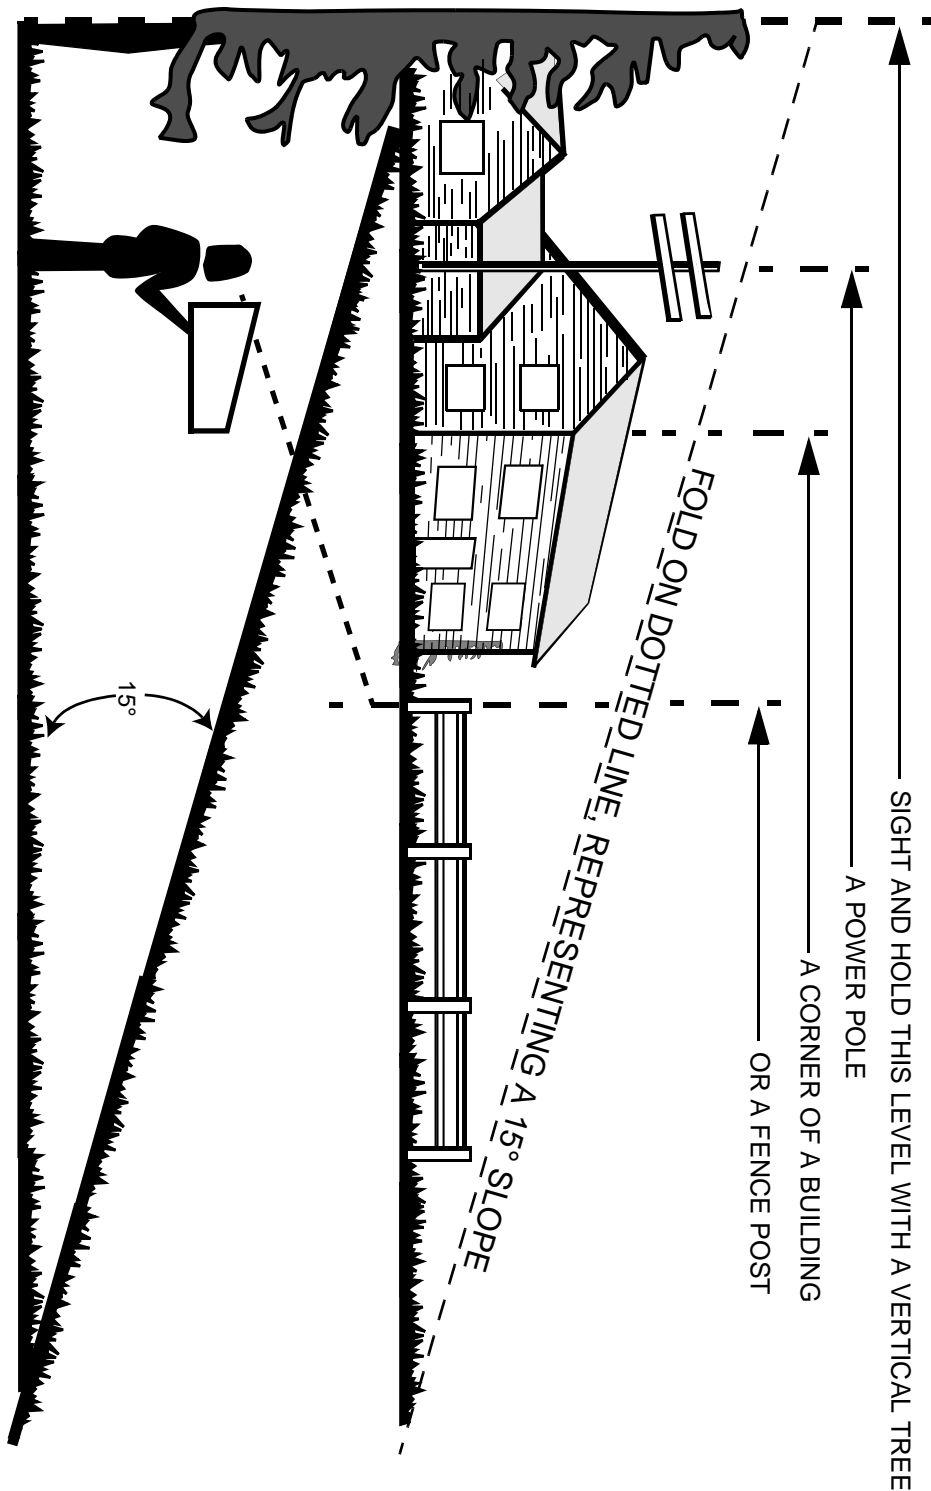 SIGHT AND HOLD THIS LEVEL WITH A VERTICAL TREE
A POWER POLE
A CORNER OF A BUILDING
OR A FENCE POST
FOLD ON DOTTED LINE, REPRESENTING A 15° SLOPE
15°